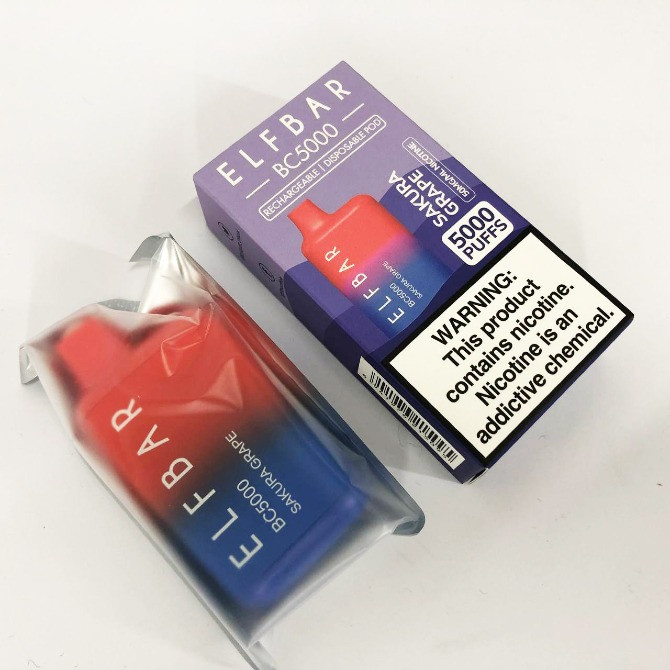 ELFBAR
BC5000
RECHARGEABLE | DISPOSABLE POD
50MG/ML NICOTINE
SAKURA
GRAPE
5000
PUFFS
ELFBAR
BC5000
SAKURA GRAPE
WARNING:
This product
contains nicotine.
Nicotine is an
addictive chemical.
ELFBAR
BC5000
SAKURA GRAPE